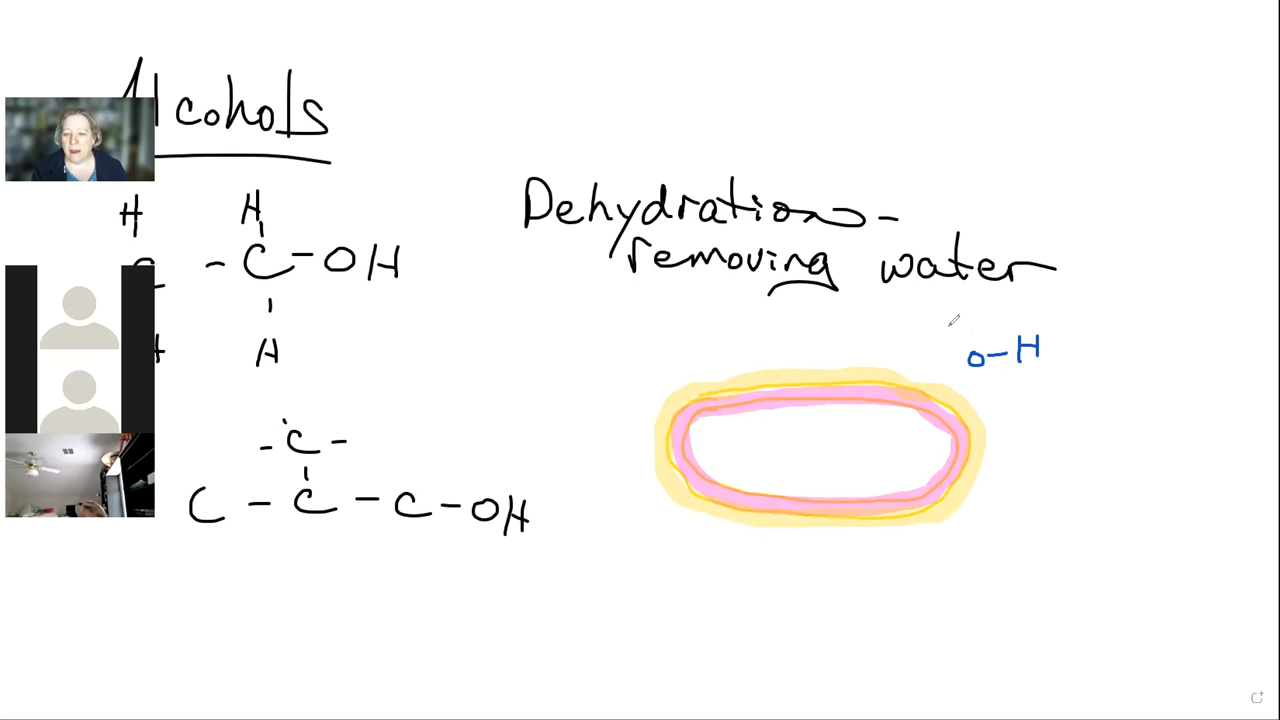 Alcohols
H H
C - C - OH
H H
Dehydration -
removing water
O-H
- C -
C - C - C - OH